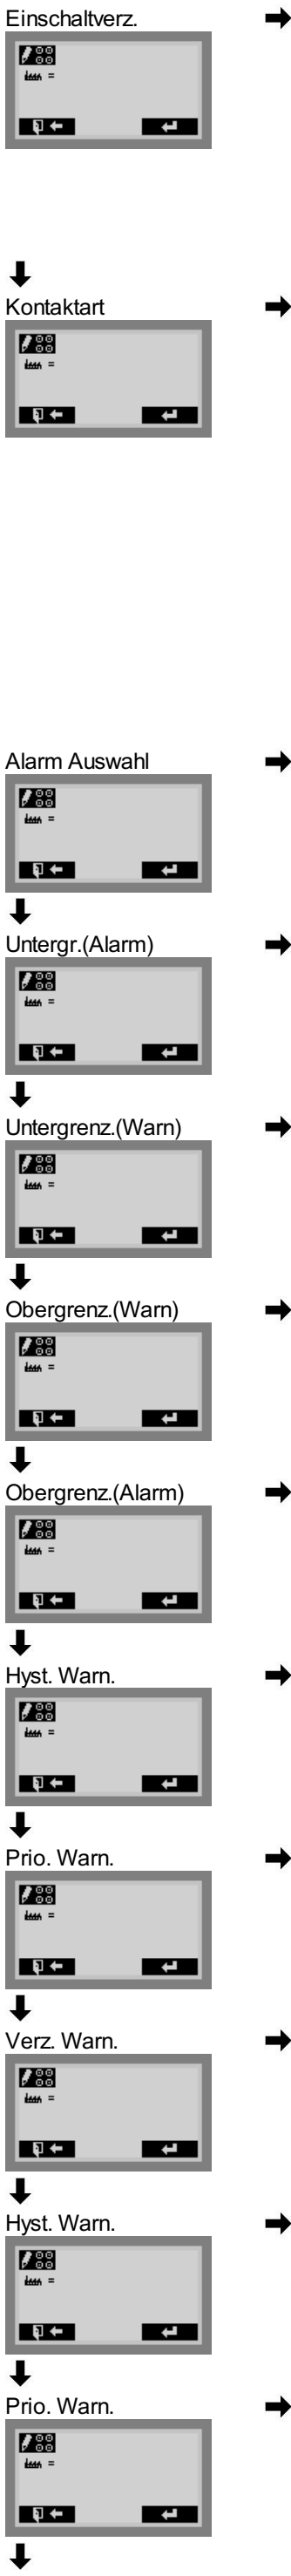 Einschaltverz.
=
Kontaktart
=
Alarm Auswahl
=
Untergr.(Alarm)
=
Untergrenz.(Warn)
=
Obergrenz.(Warn)
=
Obergrenz.(Alarm)
=
Hyst. Warn.
=
Prio. Warn.
=
Verz. Warn.
=
Hyst. Warn.
=
Prio. Warn.
=